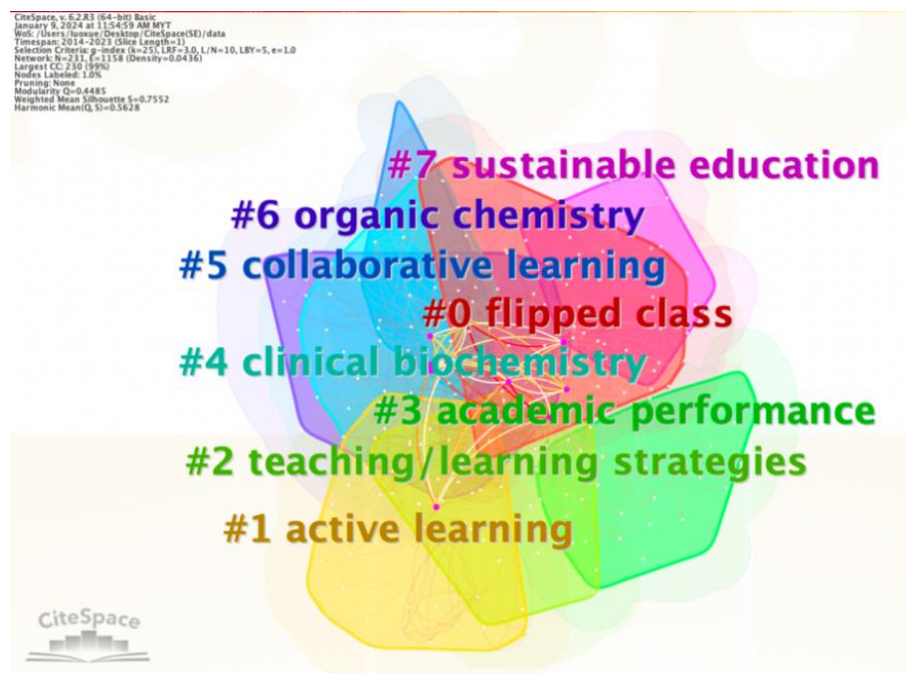 CiteSpace, v. 6.2.R3 (64-bit) Basic
January 9, 2024 at 11:54:59 AM MYT
WoS: /Users/luoxue/Desktop/CiteSpace(SE)/data
Timespan: 2014-2023 (Slice Length=1)
Selection Criteria: g-index (k=25), LRF=3.0, L/N=10, LBY=5, e=1.0
Network: N=231, E=1158 (Density=0.0436)
Largest CC: 230 (99%)
Nodes Labeled: 1.0%
Pruning: None
Modularity Q=0.4485
Weighted Mean Silhouette S=0.7552
Harmonic Mean(Q, S)=0.5628
#7 sustainable education
#6 organic chemistry
#5 collaborative learning
#0 flipped class
#4 clinical biochemistry
#3 academic performance
#2 teaching/learning strategies
#1 active learning
CiteSpace